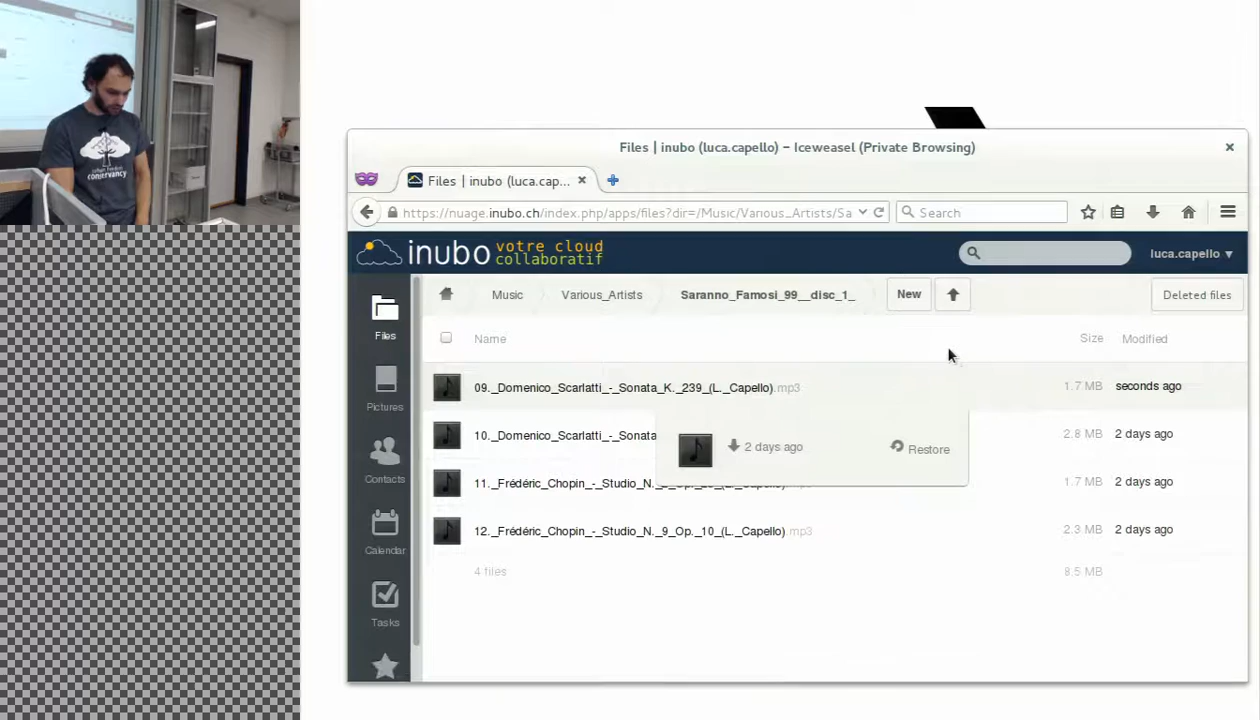 Software Freedom
conservancy
Files | inubo (luca.capello) – Iceweasel (Private Browsing)
Files | inubo (luca.cap...
https://nuage.inubo.ch/index.php/apps/files?dir=/Music/Various_Artists/Sa
Search
inubo votre cloud
collaboratif
luca.capello
Files
Pictures
Contacts
Calendar
Tasks
Music
Various_Artists
Saranno_Famosi_99__disc_1_
New
Deleted files
Name Size Modified
09._Domenico_Scarlatti_-_Sonata_K._239_(L._Capello).mp3 1.7 MB seconds ago
2 days ago Restore
10._Domenico_Scarlatti_-_Sonata 2.8 MB 2 days ago
11._Frédéric_Chopin_-_Studio_N. 1.7 MB 2 days ago
12._Frédéric_Chopin_-_Studio_N._9_Op._10_(L._Capello).mp3 2.3 MB 2 days ago
4 files 8.5 MB